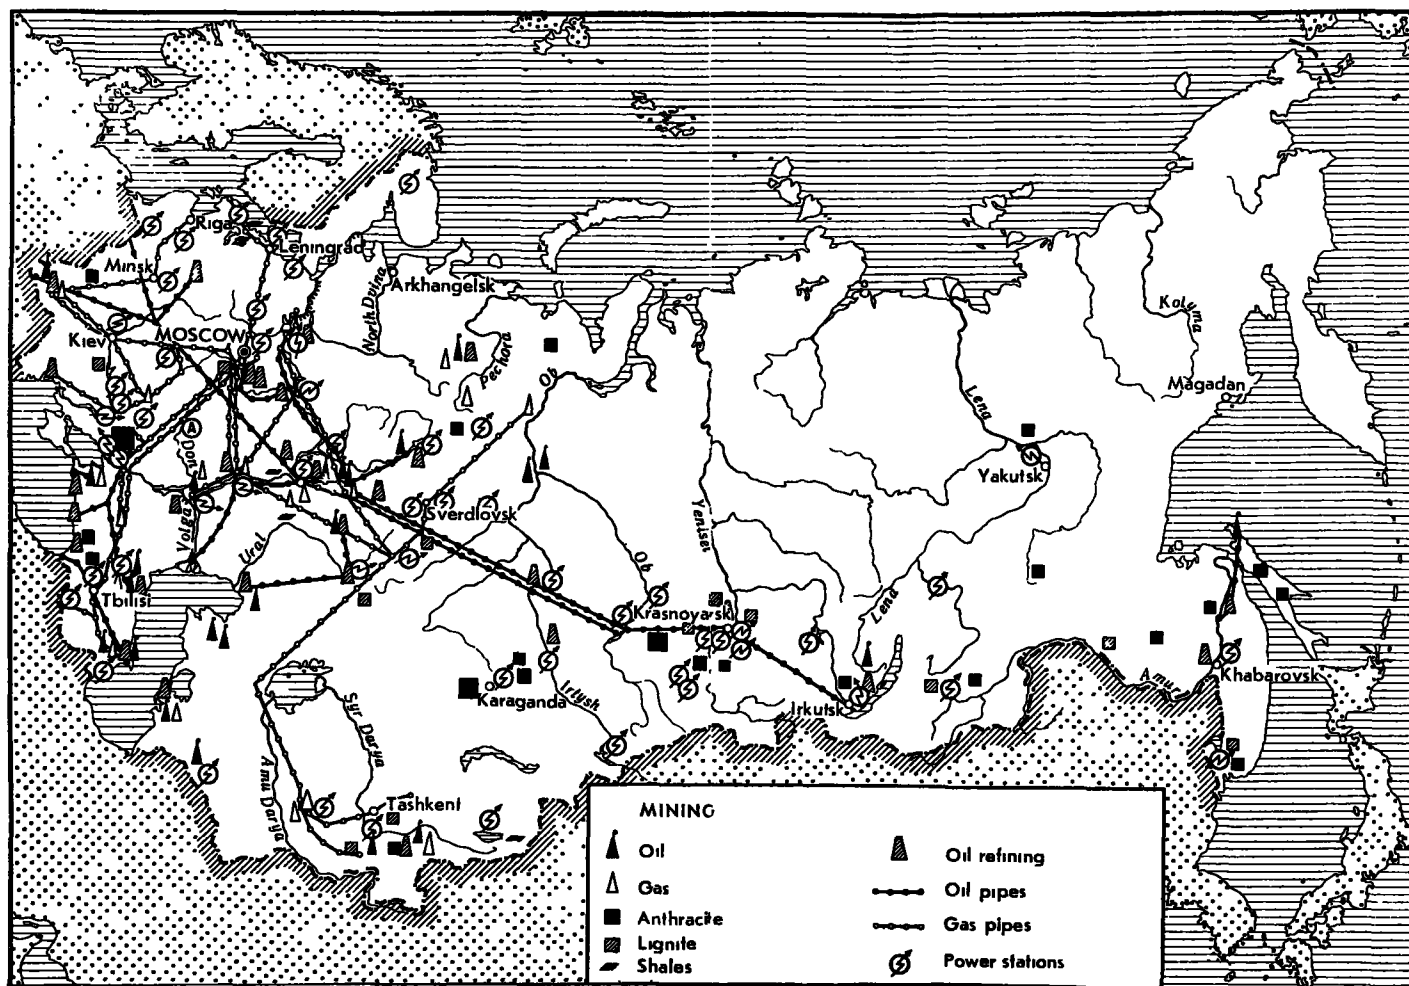 Riga
Leningrad
Minsk
Arkhangelsk
North Dvina
Pechora
Kiev
MOSCOW
Ob
Kolyma
Magadan
Lena
Yakutsk
A
Don
Volga
Ural
Sverdlovsk
Yenisei
Ob
Tbilisi
Krasnoyarsk
Lena
Khabarovsk
Amur
Karaganda
Irtysh
Irkutsk
Syr Darya
Amu Darya
Tashkent
MINING
Oil
Gas
Anthracite
Lignite
Shales
Oil refining
Oil pipes
Gas pipes
Power stations